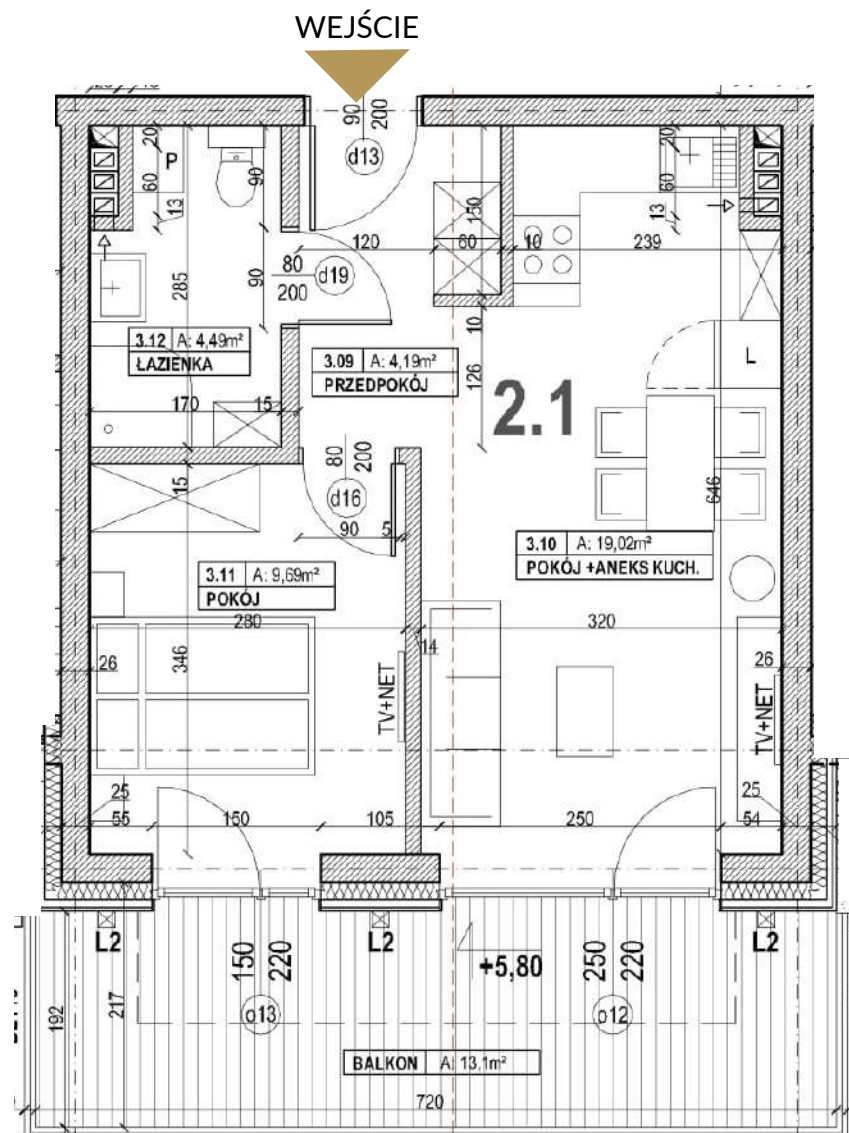 WEJŚCIE
90
200
d13
20
60
13
P
90
150
120
60
10
239
20
60
13
80
200
d19
90
285
3.12 A: 4,49m²
ŁAZIENKA
3.09 A: 4,19m²
PRZEDPOKÓJ
10
126
2.1
L
170
15
80
200
d16
15
90
5
646
3.10 A: 19,02m²
POKÓJ +ANEKS KUCH.
3.11 A: 9,69m²
POKÓJ
280
320
14
26
346
26
TV+NET
TV+NET
25
55
150
105
250
54
25
L2
L2
L2
150
220
+5,80
250
220
o13
o12
192
217
BALKON A: 13,1m²
720